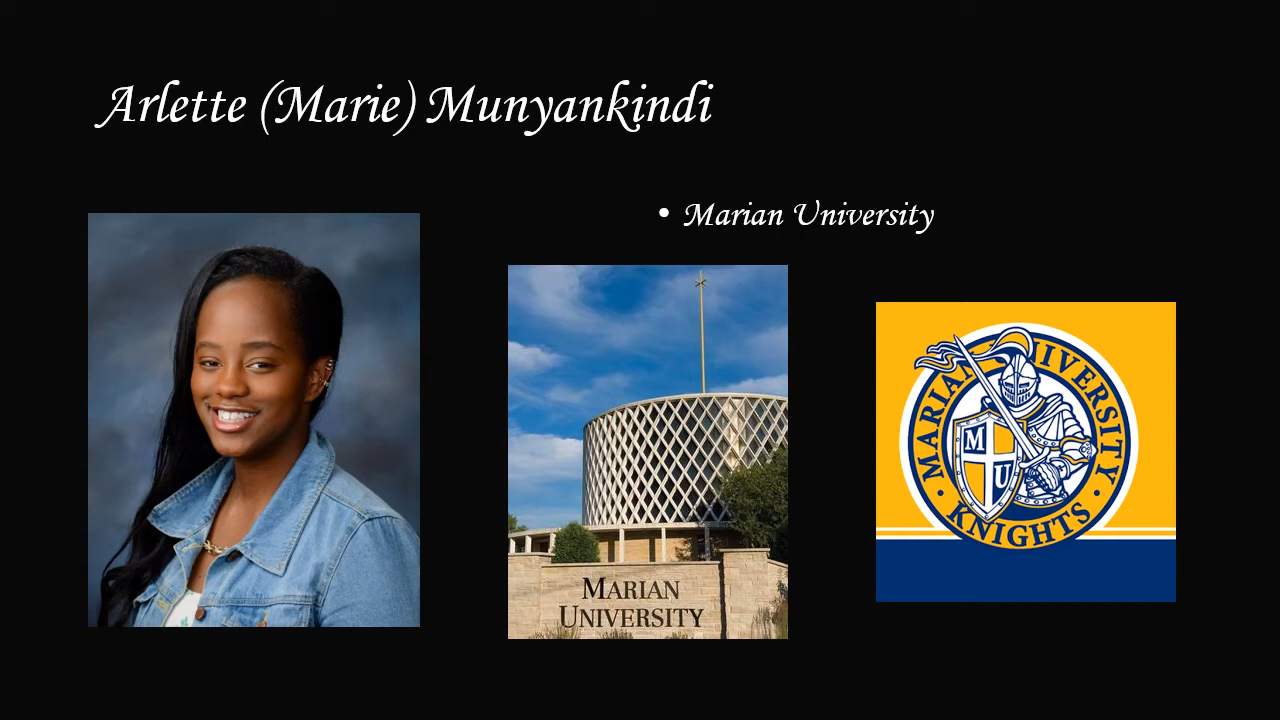 Arlette (Marie) Munyankindi
• Marian University
MARIAN
UNIVERSITY
MARIAN UNIVERSITY
M
U
• KNIGHTS •